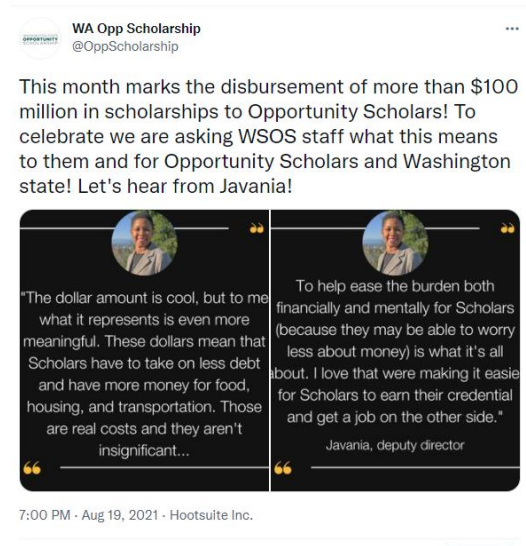 OPPORTUNITY
SCHOLARSHIP
WA Opp Scholarship
@OppScholarship
This month marks the disbursement of more than $100
million in scholarships to Opportunity Scholars! To
celebrate we are asking WSOS staff what this means
to them and for Opportunity Scholars and Washington
state! Let's hear from Javania!
"The dollar amount is cool, but to me
what it represents is even more
meaningful. These dollars mean that
Scholars have to take on less debt
and have more money for food,
housing, and transportation. Those
are real costs and they aren't
insignificant...
To help ease the burden both
financially and mentally for Scholars
(because they may be able to worry
less about money) is what it's all
about. I love that were making it easie
for Scholars to earn their credential
and get a job on the other side."
Javania, deputy director
7:00 PM · Aug 19, 2021 · Hootsuite Inc.